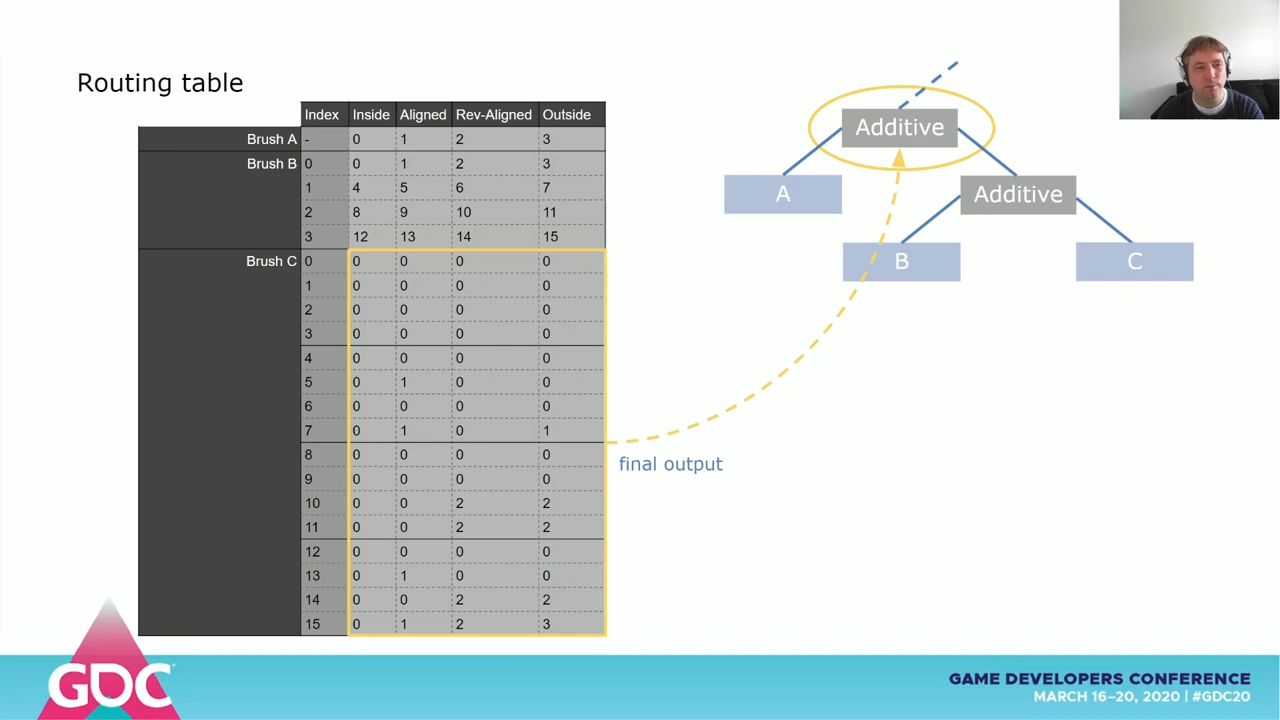 Routing table
Index Inside Aligned Rev-Aligned Outside
Brush A - 0 1 2 3
Brush B 0 0 1 2 3
1 4 5 6 7
2 8 9 10 11
3 12 13 14 15
Brush C 0 0 0 0 0
1 0 0 0 0
2 0 0 0 0
3 0 0 0 0
4 0 0 0 0
5 0 1 0 0
6 0 0 0 0
7 0 1 0 1
8 0 0 0 0
9 0 0 0 0
10 0 0 2 2
11 0 0 2 2
12 0 0 0 0
13 0 1 0 0
14 0 0 2 2
15 0 1 2 3
Additive
A
Additive
B
C
final output
GDC
GAME DEVELOPERS CONFERENCE
MARCH 16–20, 2020 | #GDC20